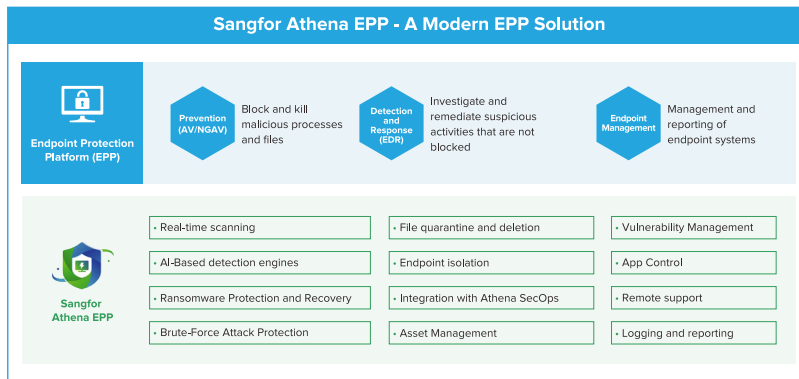 Sangfor Athena EPP - A Modern EPP Solution
Endpoint Protection
Platform (EPP)
Prevention
(AV/NGAV)
Block and kill
malicious processes
and files
Detection
and
Response
(EDR)
Investigate and
remediate suspicious
activities that are not
blocked
Endpoint
Management
Management and
reporting of
endpoint systems
Sangfor
Athena EPP
• Real-time scanning
• AI-Based detection engines
• Ransomware Protection and Recovery
• Brute-Force Attack Protection
• File quarantine and deletion
• Endpoint isolation
• Integration with Athena SecOps
• Asset Management
• Vulnerability Management
• App Control
• Remote support
• Logging and reporting